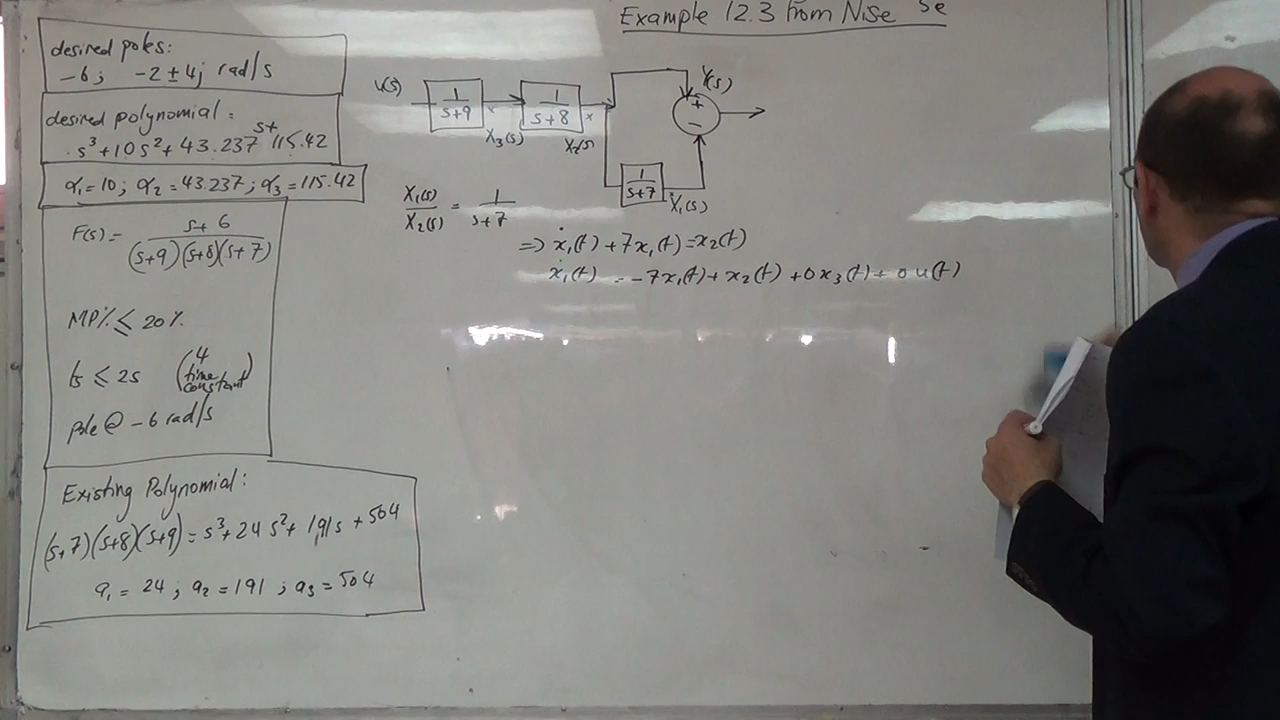 Example 12.3 from Nise Se
desired poles:
-6; -2 ± 4j rad/s
desired polynomial:
s³+10s²+43.237 s+ 115.42
α₁=10; α₂=43.237; α₃=115.42
F(s)= s+6 / (s+9)(s+8)(s+7)
MP% ≤ 20%
ts ≤ 2s (4 time constant)
pole @ -6 rad/s
Existing Polynomial:
(s+7)(s+8)(s+9)=s³+24s²+191s+504
a₁=24; a₂=191; a₃=504
U(s) 1/s+9 X₃(s) 1/s+8 X₂(s) Y(s)
+
-
1/s+7 X₁(s)
X₁(s)/X₂(s) = 1/s+7
⇒ ẋ₁(t)+7x₁(t)=x₂(t)
ẋ₁(t) = -7x₁(t)+x₂(t)+0x₃(t)+0u(t)